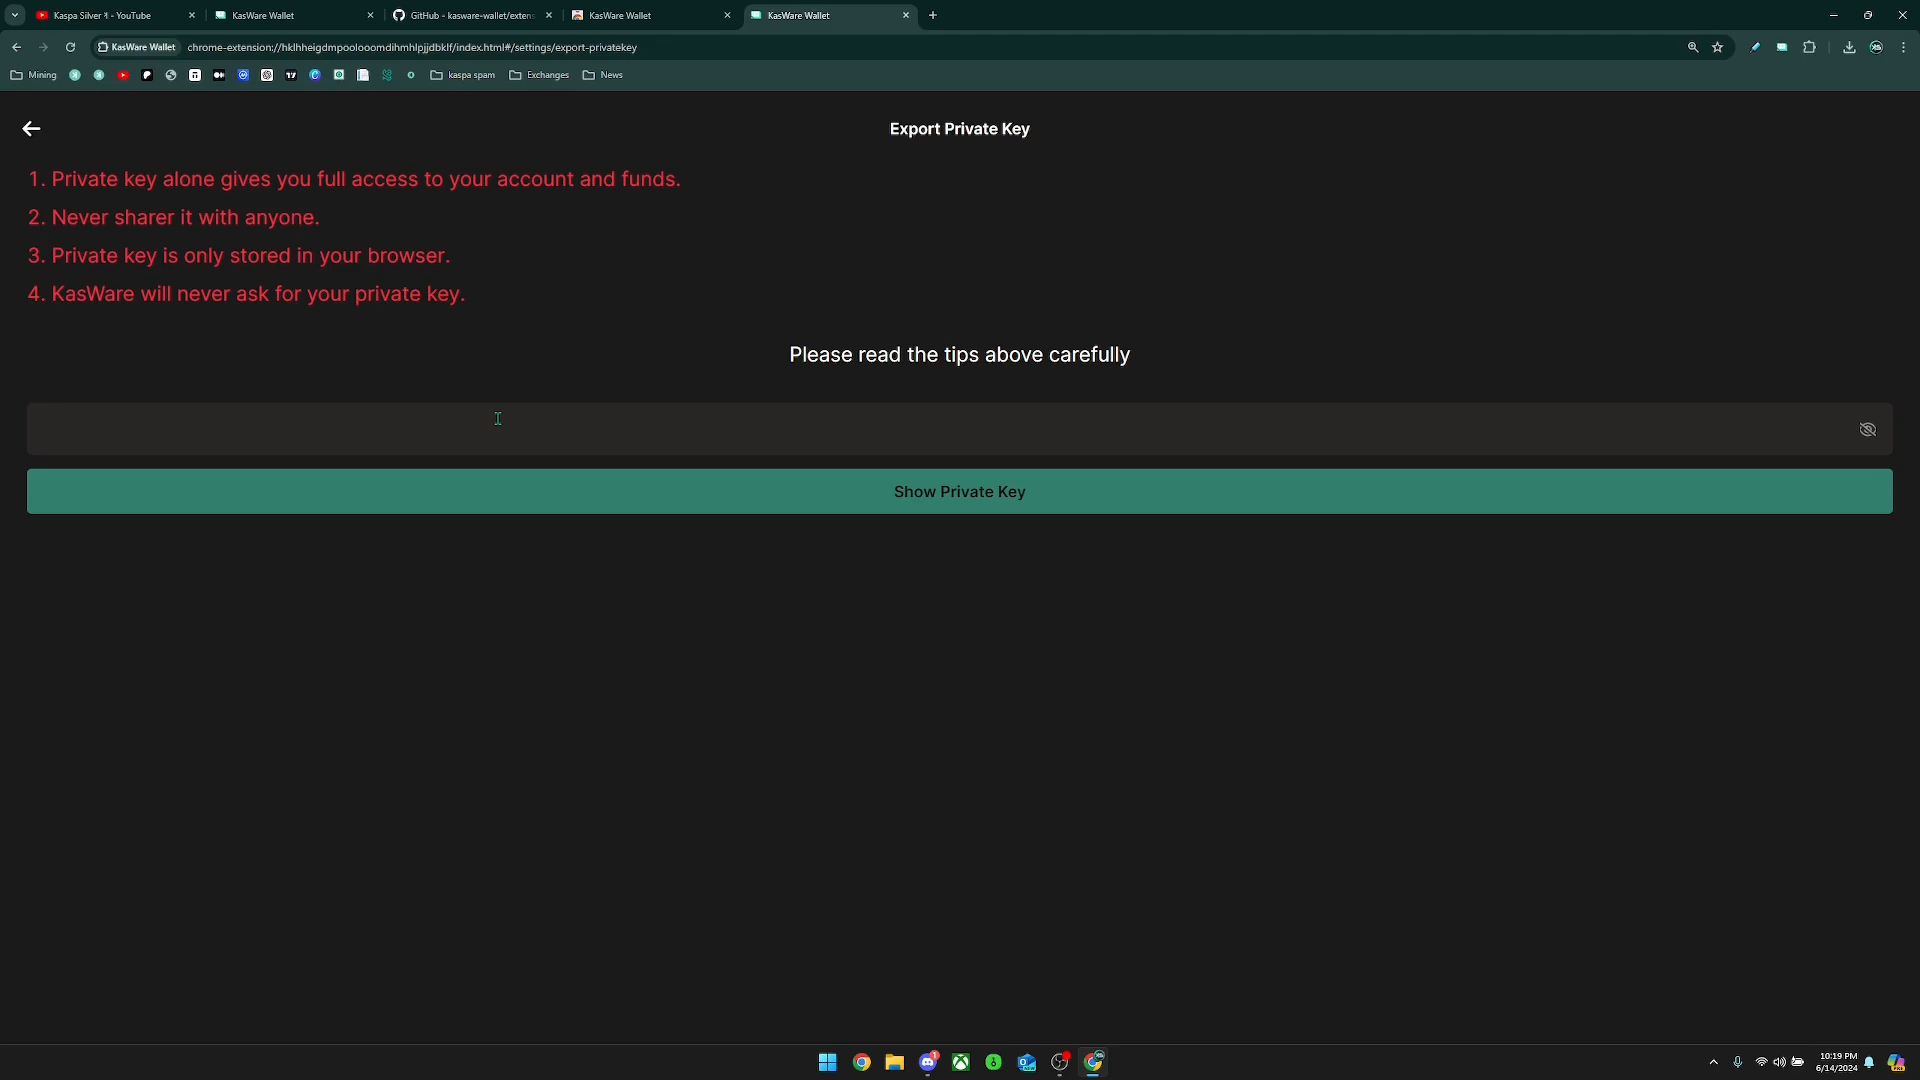 Kaspa Silver - YouTube
KasWare Wallet
GitHub - kasware-wallet/extens
KasWare Wallet
KasWare Wallet
KasWare Wallet
chrome-extension://hklhheigdmpoolooomdihmhlpjjdbklf/index.html#/settings/export-privatekey
Mining
kaspa spam
Exchanges
News
Export Private Key
1. Private key alone gives you full access to your account and funds.
2. Never sharer it with anyone.
3. Private key is only stored in your browser.
4. KasWare will never ask for your private key.
Please read the tips above carefully
Show Private Key
10:19 PM
6/14/2024